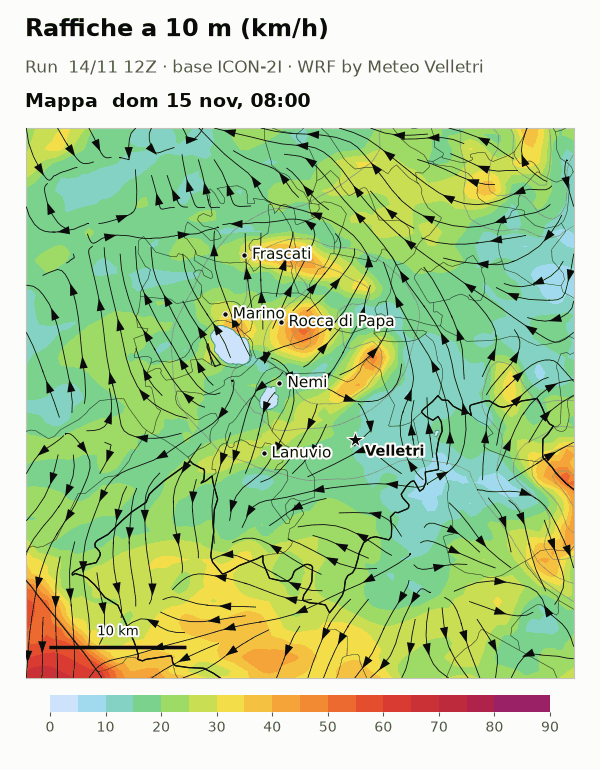 Raffiche a 10 m (km/h)
Run  14/11 12Z · base ICON-2I · WRF by Meteo Velletri
Mappa  dom 15 nov, 08:00
Frascati
Marino
Rocca di Papa
Nemi
Velletri
Lanuvio
10 km
0 10 20 30 40 50 60 70 80 90